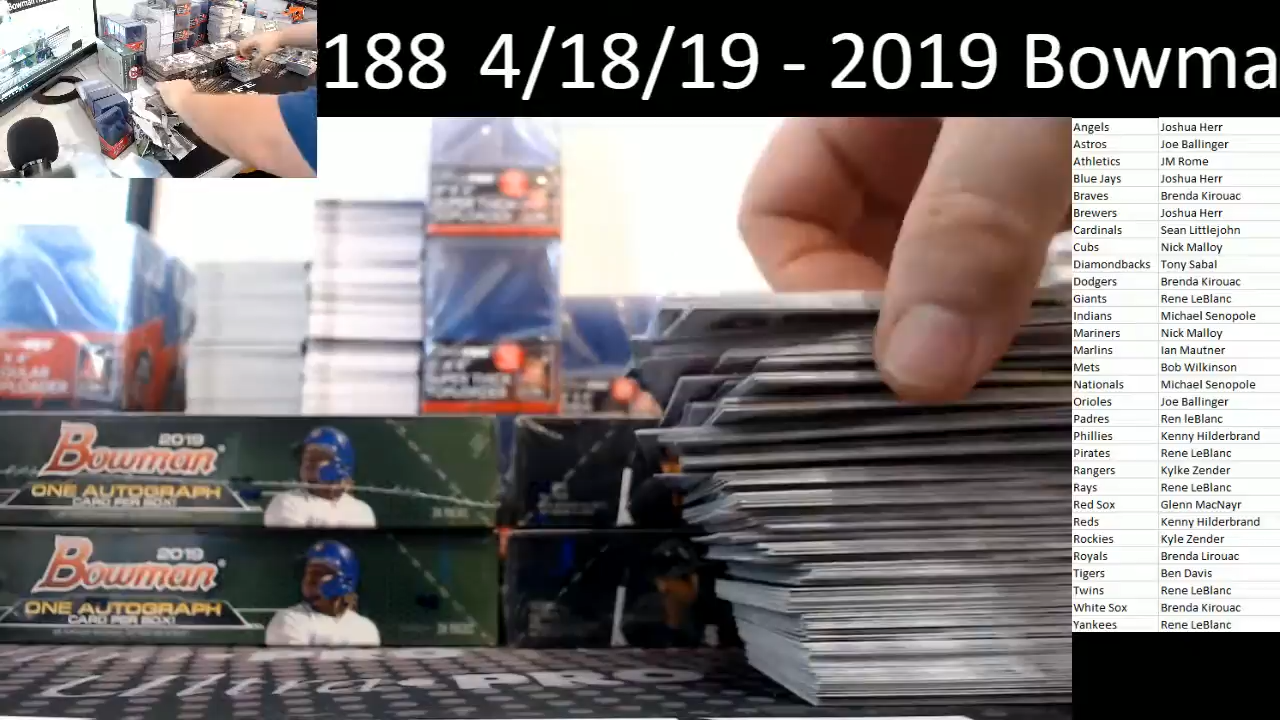 188 4/18/19 - 2019 Bowma
Angels Joshua Herr
Astros Joe Ballinger
Athletics JM Rome
Blue Jays Joshua Herr
Braves Brenda Kirouac
Brewers Joshua Herr
Cardinals Sean Littlejohn
Cubs Nick Malloy
Diamondbacks Tony Sabal
Dodgers Brenda Kirouac
Giants Rene LeBlanc
Indians Michael Senopole
Mariners Nick Malloy
Marlins Ian Mautner
Mets Bob Wilkinson
Nationals Michael Senopole
Orioles Joe Ballinger
Padres Ren leBlanc
Phillies Kenny Hilderbrand
Pirates Rene LeBlanc
Rangers Kylke Zender
Rays Rene LeBlanc
Red Sox Glenn MacNayr
Reds Kenny Hilderbrand
Rockies Kyle Zender
Royals Brenda Lirouac
Tigers Ben Davis
Twins Rene LeBlanc
White Sox Brenda Kirouac
Yankees Rene LeBlanc
2019
Bowman
ONE AUTOGRAPH
CARD PER BOX!
2019
Bowman
ONE AUTOGRAPH
CARD PER BOX!
Ultra PRO